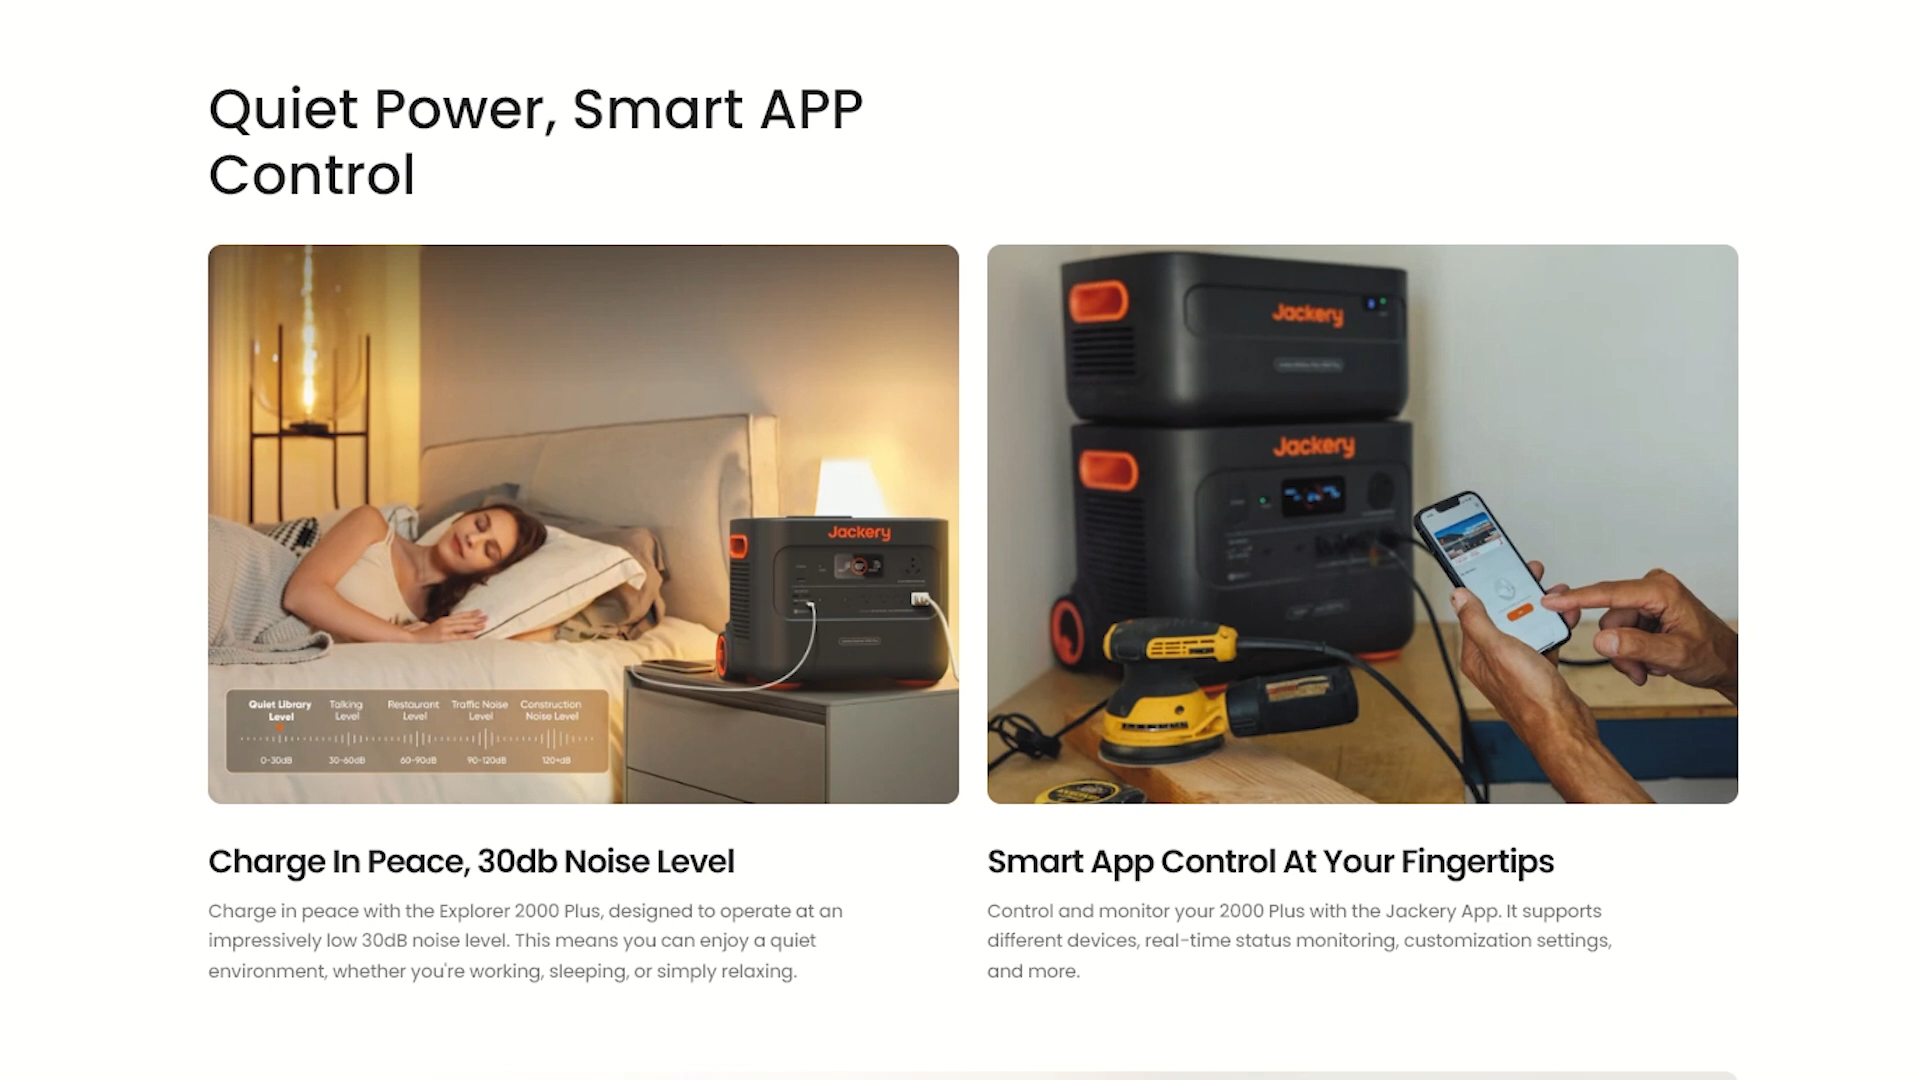 Quiet Power, Smart APP
Control
Jackery
Quiet Library
Level
Talking
Level
Restaurant
Level
Traffic Noise
Level
Construction
Noise Level
0-30dB
30-60dB
60-90dB
90-120dB
120+dB
Jackery
Jackery
Charge In Peace, 30db Noise Level
Charge in peace with the Explorer 2000 Plus, designed to operate at an
impressively low 30dB noise level. This means you can enjoy a quiet
environment, whether you're working, sleeping, or simply relaxing.
Smart App Control At Your Fingertips
Control and monitor your 2000 Plus with the Jackery App. It supports
different devices, real-time status monitoring, customization settings,
and more.